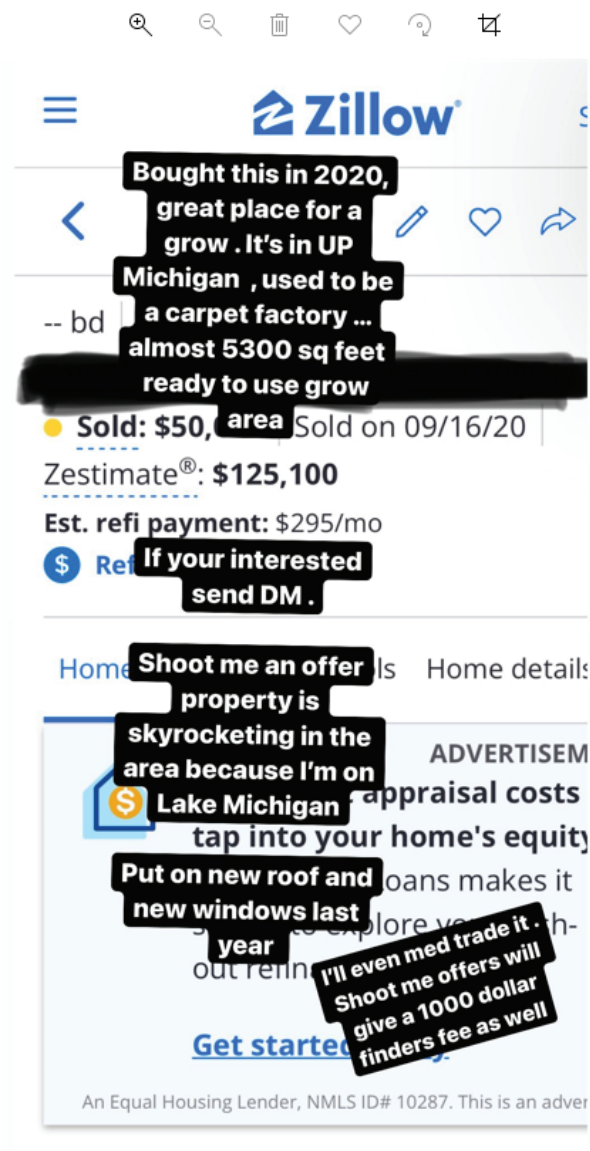 Zillow®
Bought this in 2020,
great place for a
grow . It's in UP
Michigan , used to be
-- bd
a carpet factory ...
almost 5300 sq feet
ready to use grow
area
Sold: $50, Sold on 09/16/20
Zestimate®: $125,100
Est. refi payment: $295/mo
$ Ref
If your interested
send DM .
Home ls Home details
Shoot me an offer
property is
skyrocketing in the
area because I'm on
Lake Michigan
ADVERTISEM
$ appraisal costs
tap into your home's equity
Put on new roof and
new windows last
year
oans makes it
to explore h-
out refin
I'll even med trade it .
Shoot me offers will
give a 1000 dollar
finders fee as well
Get started
An Equal Housing Lender, NMLS ID# 10287. This is an adver